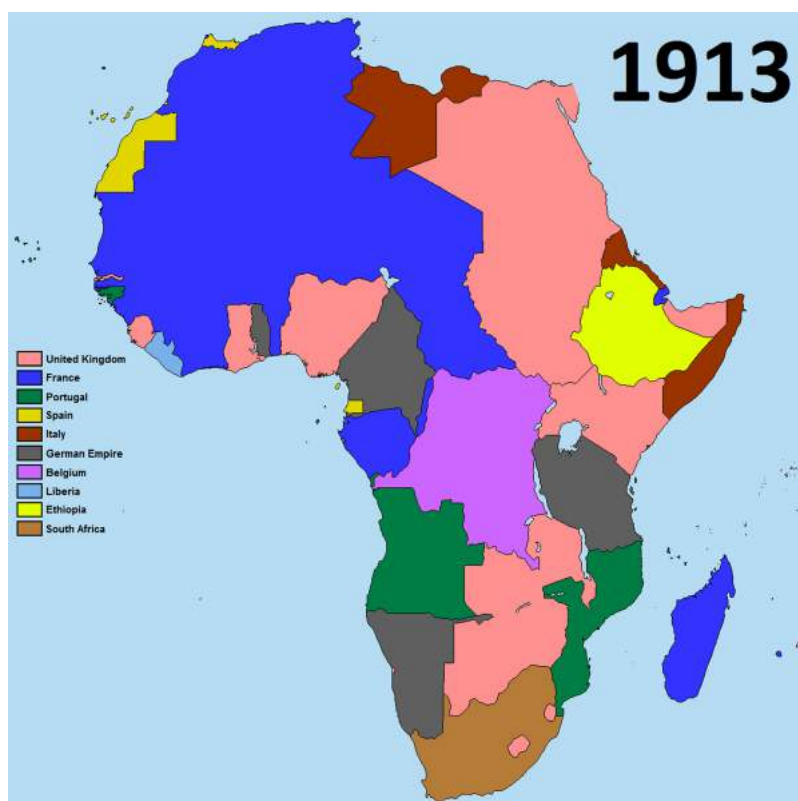 1913
United Kingdom
France
Portugal
Spain
Italy
German Empire
Belgium
Liberia
Ethiopia
South Africa